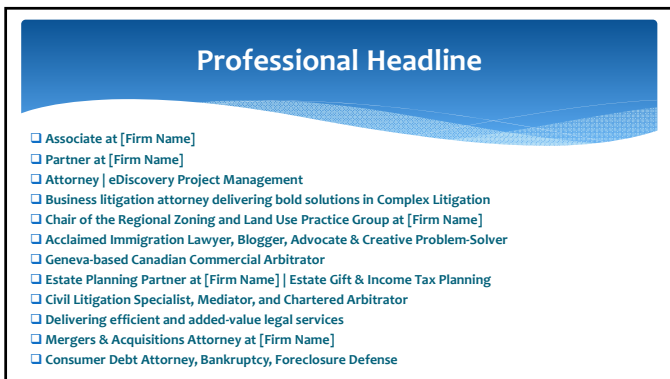 Professional Headline
❑ Associate at [Firm Name]
❑ Partner at [Firm Name]
❑ Attorney | eDiscovery Project Management
❑ Business litigation attorney delivering bold solutions in Complex Litigation
❑ Chair of the Regional Zoning and Land Use Practice Group at [Firm Name]
❑ Acclaimed Immigration Lawyer, Blogger, Advocate & Creative Problem-Solver
❑ Geneva-based Canadian Commercial Arbitrator
❑ Estate Planning Partner at [Firm Name] | Estate Gift & Income Tax Planning
❑ Civil Litigation Specialist, Mediator, and Chartered Arbitrator
❑ Delivering efficient and added-value legal services
❑ Mergers & Acquisitions Attorney at [Firm Name]
❑ Consumer Debt Attorney, Bankruptcy, Foreclosure Defense